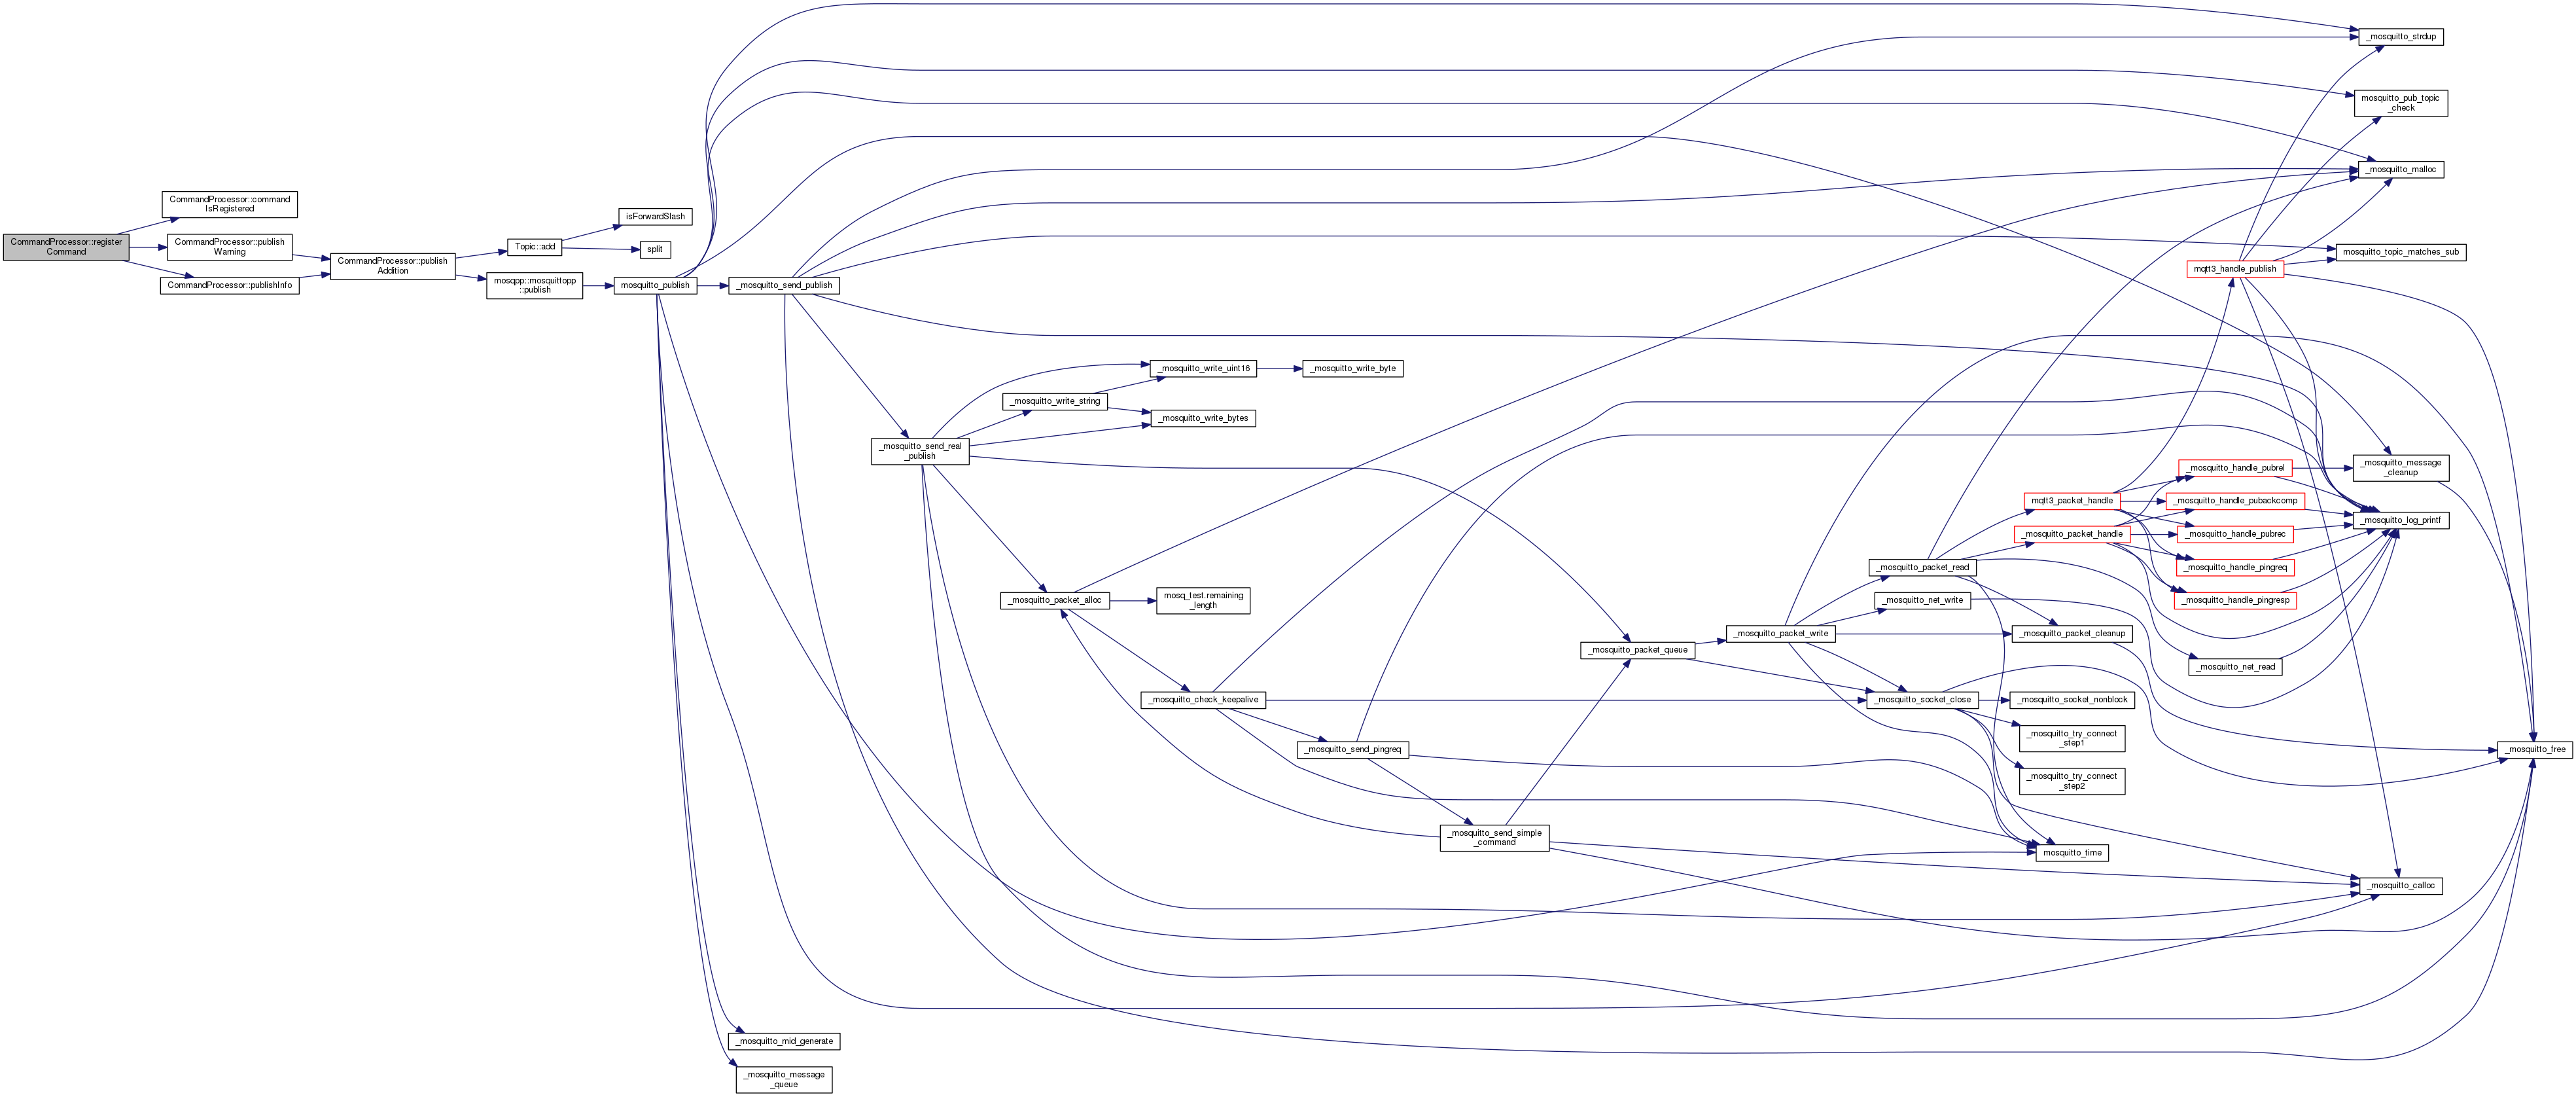 CommandProcessor::register
Command
CommandProcessor::command
IsRegistered
CommandProcessor::publish
Warning
CommandProcessor::publishInfo
CommandProcessor::publish
Addition
Topic::add
mosqpp::mosquittopp
::publish
isForwardSlash
split
mosquitto_publish
_mosquitto_send_publish
_mosquitto_mid_generate
_mosquitto_message
_queue
_mosquitto_send_real
_publish
_mosquitto_write_uint16
_mosquitto_write_string
_mosquitto_write_bytes
_mosquitto_write_byte
_mosquitto_packet_alloc
mosq_test.remaining
_length
_mosquitto_check_keepalive
_mosquitto_send_pingreq
_mosquitto_send_simple
_command
_mosquitto_packet_queue
_mosquitto_packet_write
_mosquitto_packet_read
_mosquitto_net_write
_mosquitto_socket_close
mqtt3_packet_handle
_mosquitto_packet_handle
_mosquitto_packet_cleanup
_mosquitto_socket_nonblock
_mosquitto_try_connect
_step1
_mosquitto_try_connect
_step2
mosquitto_time
mqtt3_handle_publish
_mosquitto_handle_pubrel
_mosquitto_handle_pubackcomp
_mosquitto_handle_pubrec
_mosquitto_handle_pingreq
_mosquitto_handle_pingresp
_mosquitto_net_read
_mosquitto_strdup
mosquitto_pub_topic
_check
_mosquitto_malloc
mosquitto_topic_matches_sub
_mosquitto_message
_cleanup
_mosquitto_log_printf
_mosquitto_calloc
_mosquitto_free